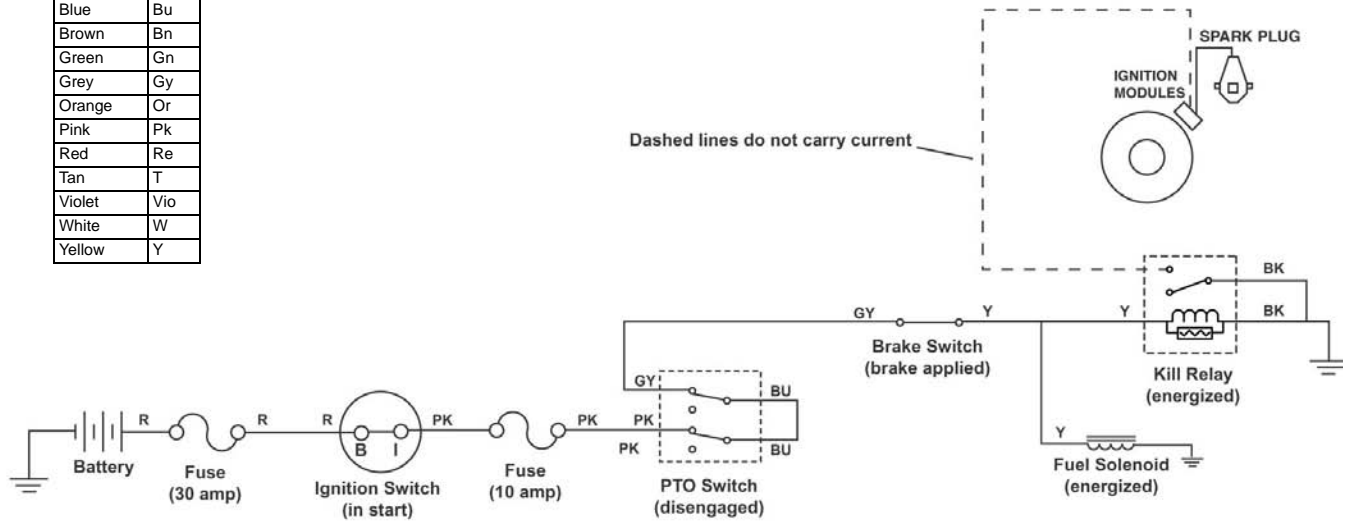 Blue Bu
Brown Bn
Green Gn
Grey Gy
Orange Or
Pink Pk
Red Re
Tan T
Violet Vio
White W
Yellow Y
SPARK PLUG
IGNITION
MODULES
Dashed lines do not carry current
BK
GY Y Y BK
Brake Switch
(brake applied)
Kill Relay
(energized)
GY BU
R R R PK PK PK
B I
PK BU
Y
Battery
Fuse
(30 amp)
Ignition Switch
(in start)
Fuse
(10 amp)
PTO Switch
(disengaged)
Fuel Solenoid
(energized)